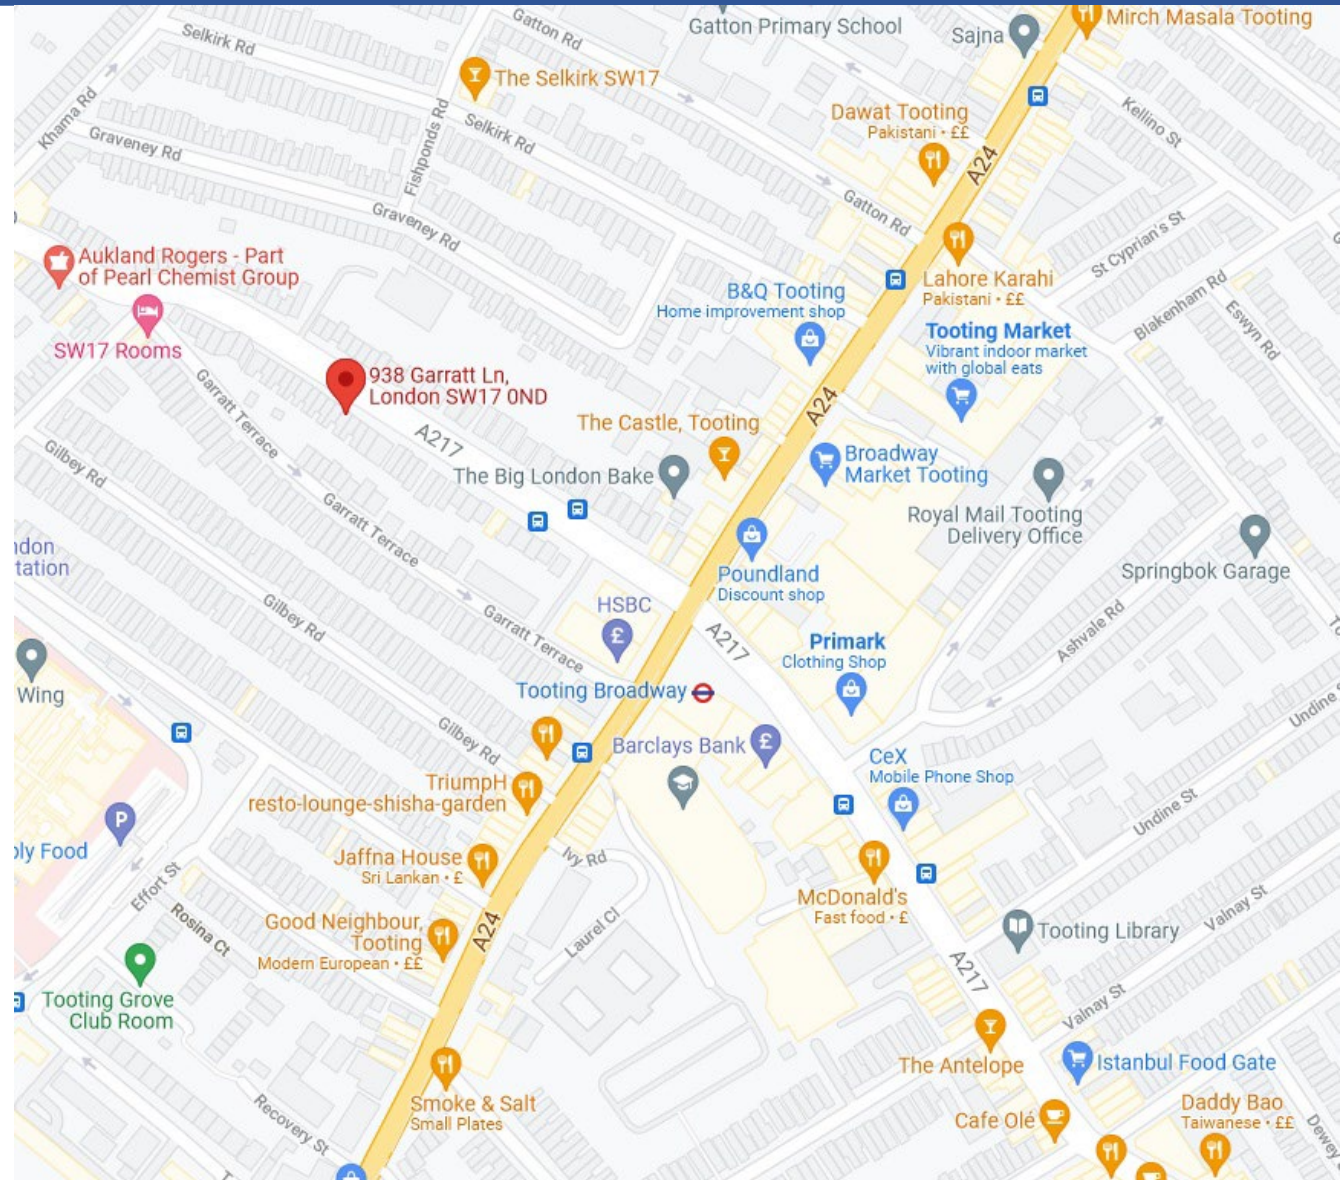 Gatton Rd
Gatton Primary School
Sajna
Mirch Masala Tooting
Selkirk Rd
The Selkirk SW17
Khama Rd
Fishponds Rd
Selkirk Rd
Dawat Tooting
Pakistani • ££
Kellino St
A24
Graveney Rd
Graveney Rd
Gatton Rd
St Cyprian's St
Aukland Rogers - Part
of Pearl Chemist Group
Lahore Karahi
Pakistani • ££
B&Q Tooting
Home improvement shop
Blakenham Rd
Eswyn Rd
Tooting Market
Vibrant indoor market
with global eats
SW17 Rooms
938 Garratt Ln,
London SW17 0ND
Garratt Terrace
A24
The Castle, Tooting
A217
Gilbey Rd
The Big London Bake
Broadway
Market Tooting
Royal Mail Tooting
Delivery Office
Garratt Terrace
ndon
tation
Springbok Garage
Poundland
Discount shop
HSBC
Gilbey Rd
Garratt Terrace
A217
Ashvale Rd
Primark
Clothing Shop
Wing
Tooting Broadway
Undine S
Gilbey Rd
Barclays Bank
CeX
Mobile Phone Shop
TriumpH
resto-lounge-shisha-garden
P
Undine St
oly Food
Jaffna House
Sri Lankan • £
Ivy Rd
Effort St
McDonald's
Fast food • £
Valnay St
Rosina Ct
Good Neighbour,
Tooting
Modern European • ££
A24
Laurel Cl
Tooting Library
A217
Tooting Grove
Club Room
Valnay St
The Antelope
Istanbul Food Gate
Smoke & Salt
Small Plates
Recovery St
Cafe Olé
Daddy Bao
Taiwanese • ££
Dewey